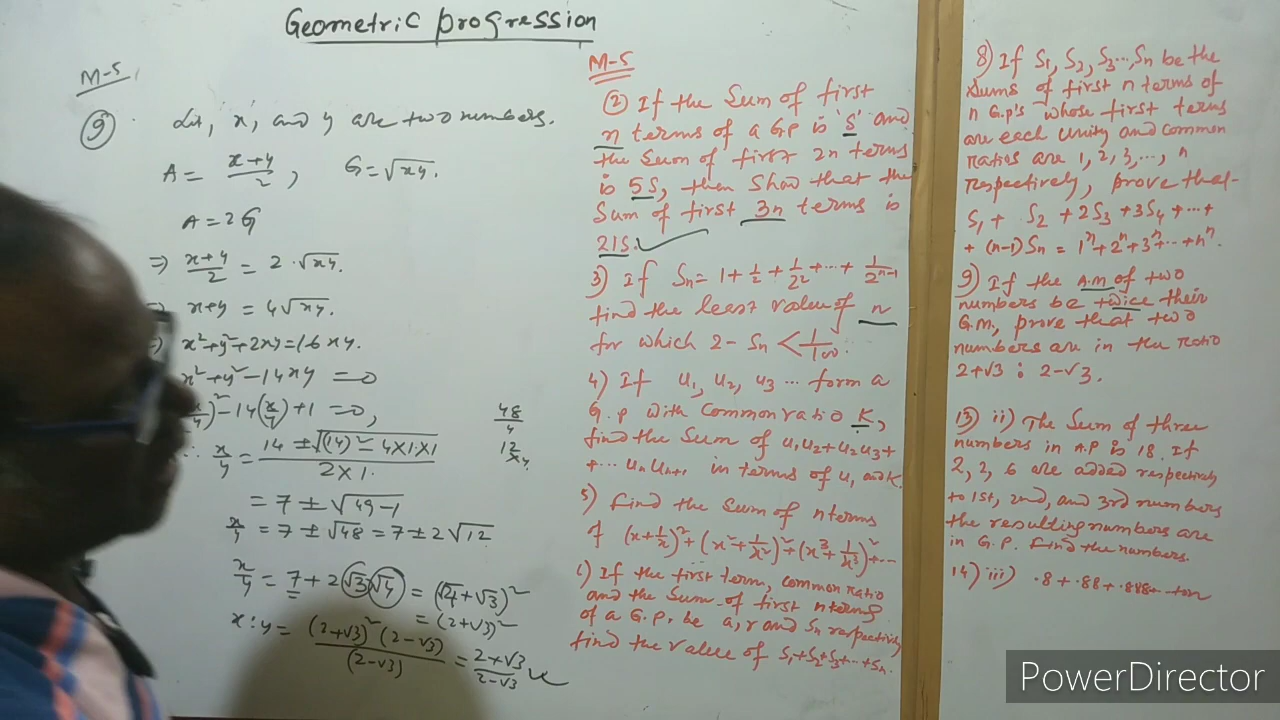 Geometric progression
M-5
9) Let, 'x', and y are two numbers.
A = x+y/2, G = √xy.
A = 2G
⇒ x+y/2 = 2·√xy.
⇒ x+y = 4√xy.
⇒ x²+y²+2xy = 16xy.
x²+y²-14xy = 0
(x/y)²-14(x/y)+1 = 0,
∴ x/y = 14 ± √(14)²-4×1×1 / 2×1.
= 7 ± √49-1
x/y = 7 ± √48 = 7 ± 2√12
x/y = 7 + 2√3√4 = (√4+√3)²
= (2+√3)²
x:y = (2+√3)²(2-√3) / (2-√3) = 2+√3 / 2-√3
48/4
12
×4
M-5
② If the Sum of first
n terms of a G.P is 'S' and
the Sum of first 2n terms
is 5S, then Show that the
Sum of first 3n terms is
21S.
3) If Sn = 1+1/2+1/2²+...+1/2ⁿ⁻¹
find the least value of n
for which 2-Sn < 1/100.
4) If u₁, u₂, u₃ ... form a
G.p with Common ratio K,
find the Sum of u₁u₂+u₂u₃+
+...unun+1 in terms of u₁ and K.
5) Find the Sum of n terms
of (x+1/x)²+(x²+1/x²)²+(x³+1/x³)²+...
6) If the first term, common ratio
and the Sum of first n terms
of a G.P. be a, r and Sn respectively
find the value of S₁+S₂+S₃+...+Sn.
8) If S₁, S₂, S₃...,Sn be the
Sums of first n terms of
n G.p's whose first terms
are each Unity and Common
ratios are 1, 2, 3, ..., n
respectively, prove that-
S₁+ S₂+2S₃+3S₄+...+
+ (n-1)Sn = 1ⁿ+2ⁿ+3ⁿ+...+nⁿ.
9) If the A.M of two
numbers be twice their
G.M, prove that two
numbers are in the ratio
2+√3 : 2-√3.
13) ii) The Sum of three
numbers in A.P is 18. If
2, 2, 6 are added respectively
to 1st, 2nd, and 3rd numbers
the resulting numbers are
in G.P. Find the numbers.
14) iii) .8+.88+.888+ ... to n
PowerDirector